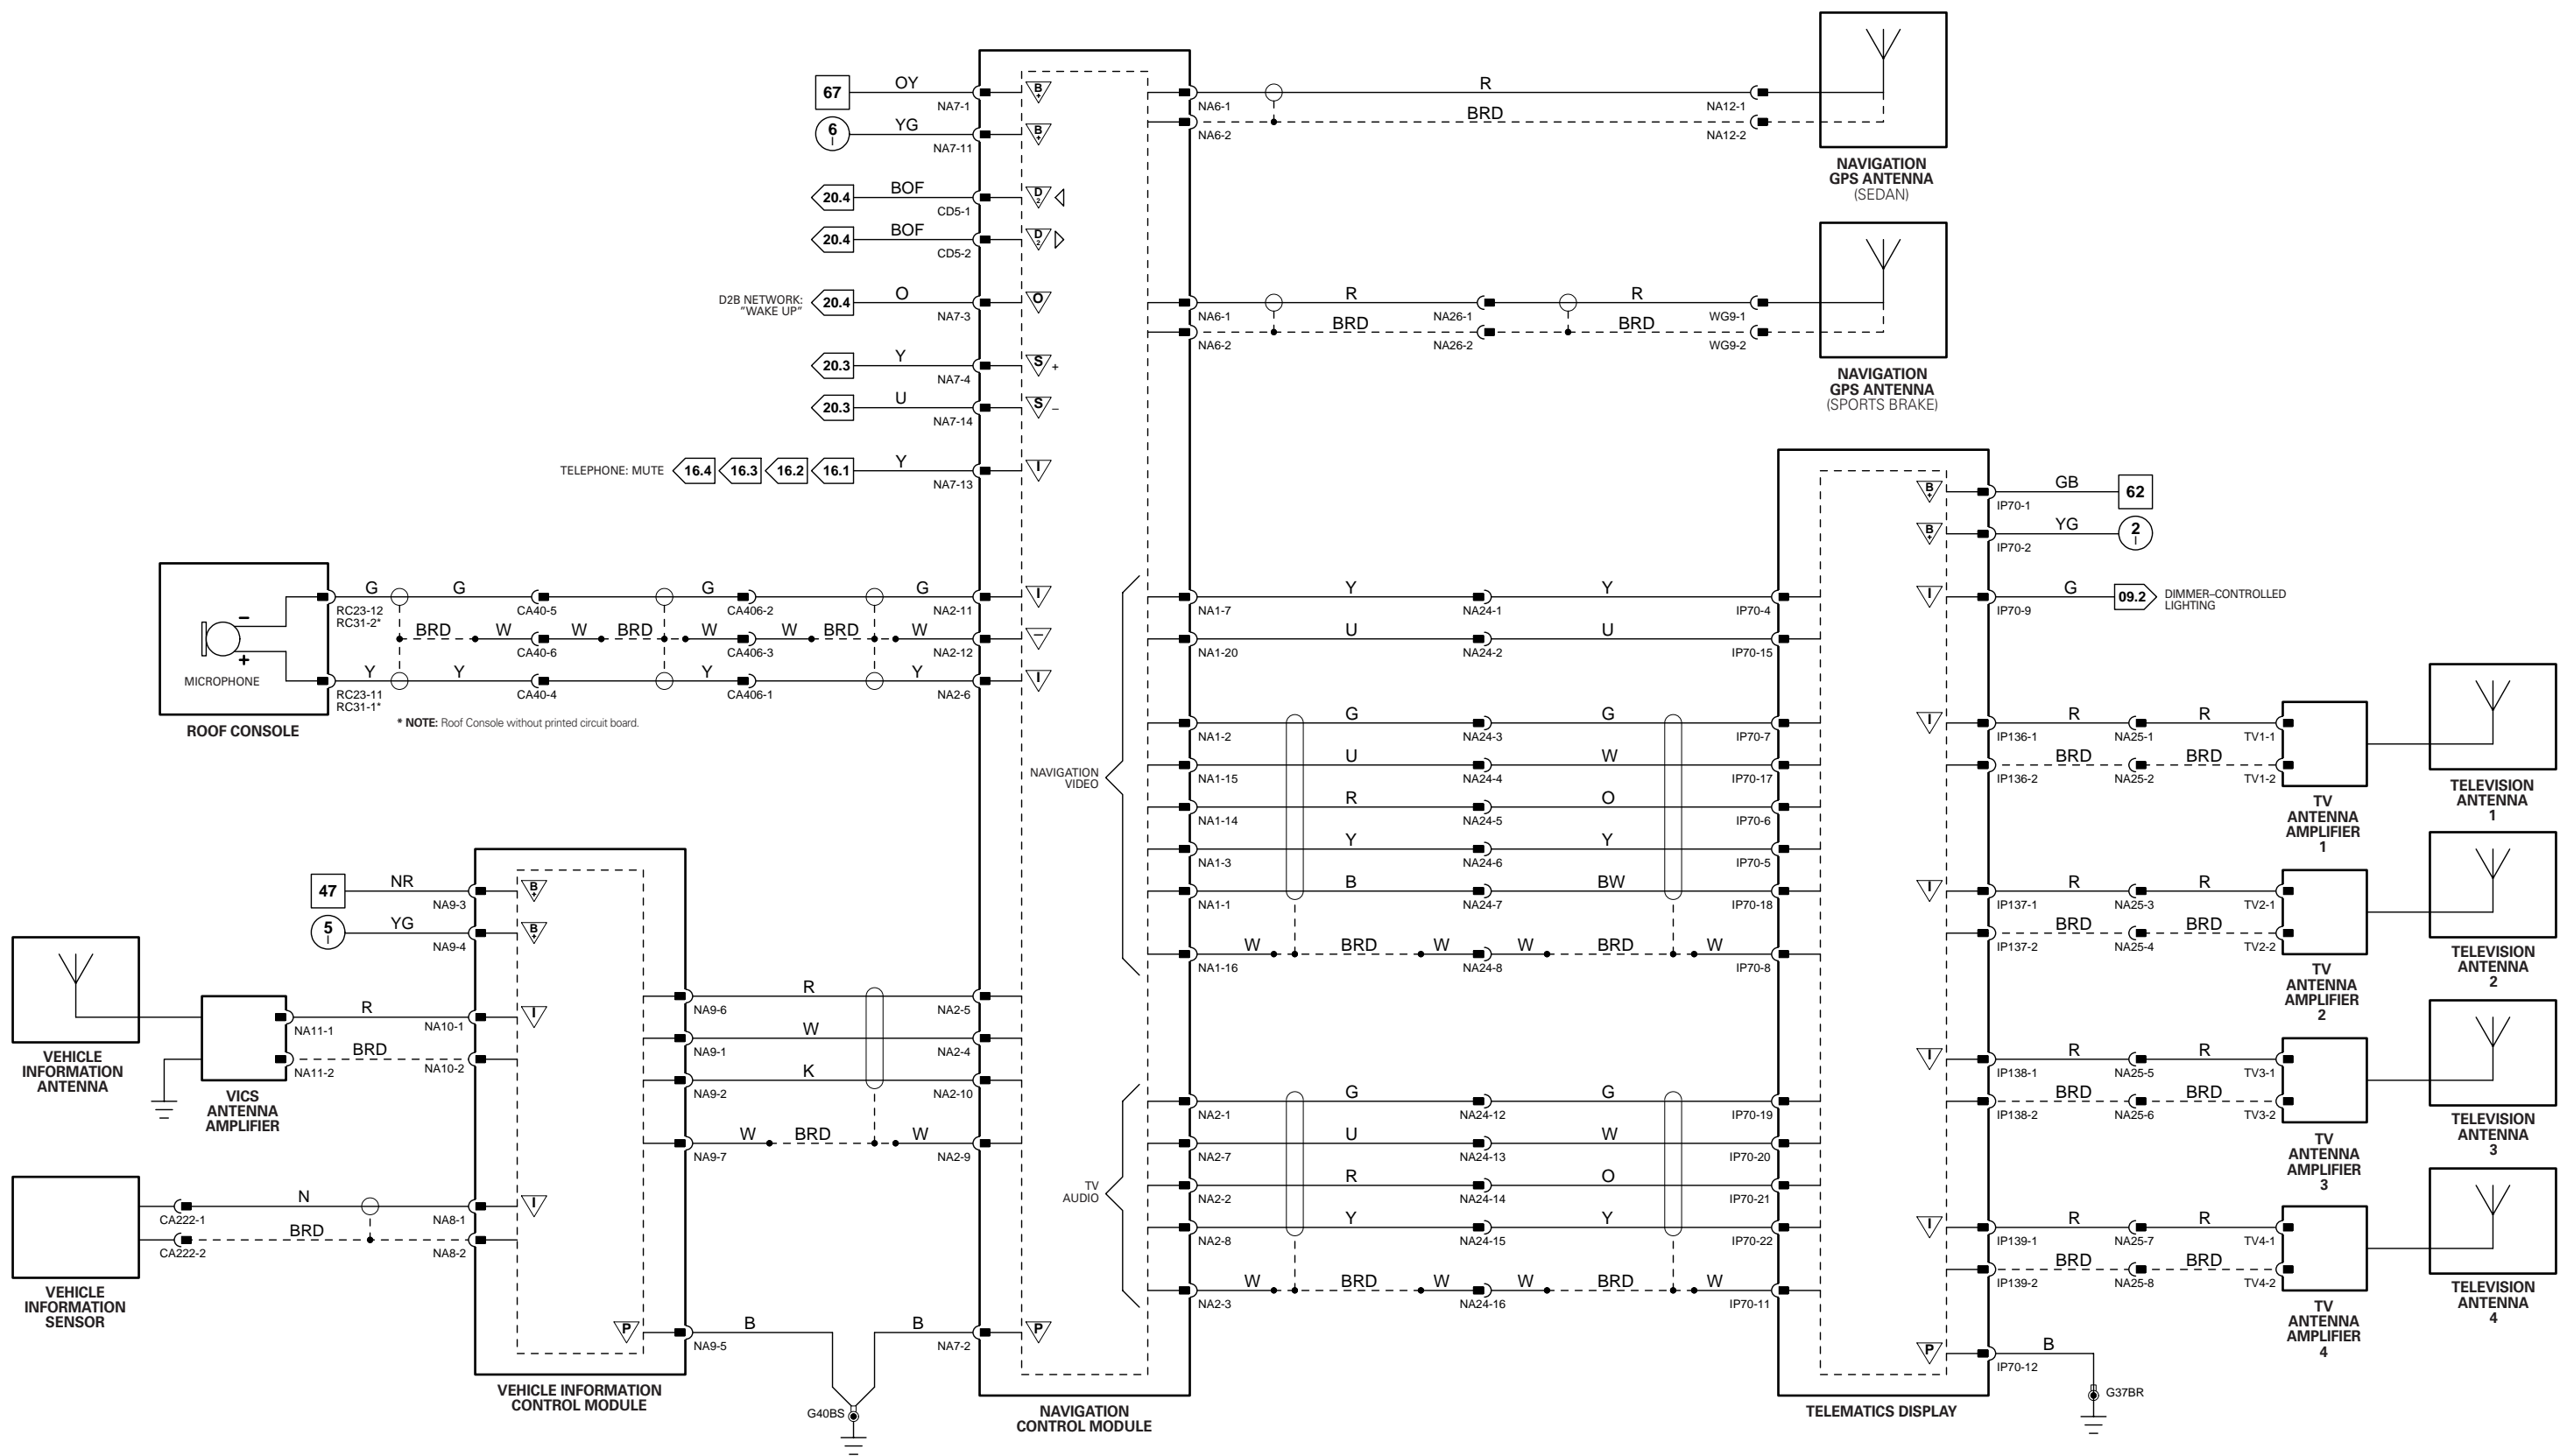 67
OY
NA7-1
B+
6
I
YG
NA7-11
B+
20.4
BOF
CD5-1
D2
20.4
BOF
CD5-2
D2
D2B NETWORK:
"WAKE UP"
20.4
O
NA7-3
O
20.3
Y
NA7-4
S
+
20.3
U
NA7-14
S
–
TELEPHONE: MUTE
16.4
16.3
16.2
16.1
Y
NA7-13
I
NA6-1
R
NA12-1
NA6-2
BRD
NA12-2
NAVIGATION
GPS ANTENNA
(SEDAN)
NA6-1
R
NA26-1
R
WG9-1
NA6-2
BRD
NA26-2
BRD
WG9-2
NAVIGATION
GPS ANTENNA
(SPORTS BRAKE)
B+
IP70-1
GB
62
B+
IP70-2
YG
2
I
I
IP70-9
G
09.2
DIMMER–CONTROLLED
LIGHTING
MICROPHONE
–
+
ROOF CONSOLE
G
RC23-12
RC31-2*
G
CA40-5
G
CA406-2
G
NA2-11
I
BRD
W
CA40-6
W
BRD
W
CA406-3
W
BRD
W
NA2-12
–
Y
RC23-11
RC31-1*
Y
CA40-4
Y
CA406-1
Y
NA2-6
I
* NOTE: Roof Console without printed circuit board.
NAVIGATION
VIDEO
NA1-7
Y
NA24-1
Y
IP70-4
NA1-20
U
NA24-2
U
IP70-15
NA1-2
G
NA24-3
G
IP70-7
NA1-15
U
NA24-4
W
IP70-17
NA1-14
R
NA24-5
O
IP70-6
NA1-3
Y
NA24-6
Y
IP70-5
NA1-1
B
NA24-7
BW
IP70-18
NA1-16
W
BRD
W
NA24-8
W
BRD
W
IP70-8
I
IP136-1
R
NA25-1
R
TV1-1
IP136-2
BRD
NA25-2
BRD
TV1-2
TV
ANTENNA
AMPLIFIER
1
TELEVISION
ANTENNA
1
I
IP137-1
R
NA25-3
R
TV2-1
IP137-2
BRD
NA25-4
BRD
TV2-2
TV
ANTENNA
AMPLIFIER
2
TELEVISION
ANTENNA
2
I
IP138-1
R
NA25-5
R
TV3-1
IP138-2
BRD
NA25-6
BRD
TV3-2
TV
ANTENNA
AMPLIFIER
3
TELEVISION
ANTENNA
3
I
IP139-1
R
NA25-7
R
TV4-1
IP139-2
BRD
NA25-8
BRD
TV4-2
TV
ANTENNA
AMPLIFIER
4
TELEVISION
ANTENNA
4
47
NR
NA9-3
B+
5
I
YG
NA9-4
B+
VEHICLE
INFORMATION
ANTENNA
VICS
ANTENNA
AMPLIFIER
NA11-1
R
NA10-1
I
NA11-2
BRD
NA10-2
VEHICLE
INFORMATION
SENSOR
CA222-1
N
NA8-1
I
CA222-2
BRD
NA8-2
NA9-6
R
NA2-5
NA9-1
W
NA2-4
NA9-2
K
NA2-10
NA9-7
W
BRD
W
NA2-9
P
NA9-5
B
B
NA7-2
P
G40BS
VEHICLE INFORMATION
CONTROL MODULE
NAVIGATION
CONTROL MODULE
TV
AUDIO
NA2-1
G
NA24-12
G
IP70-19
NA2-7
U
NA24-13
W
IP70-20
NA2-2
R
NA24-14
O
IP70-21
NA2-8
Y
NA24-15
Y
IP70-22
NA2-3
W
BRD
W
NA24-16
W
BRD
W
IP70-11
P
IP70-12
B
G37BR
TELEMATICS DISPLAY